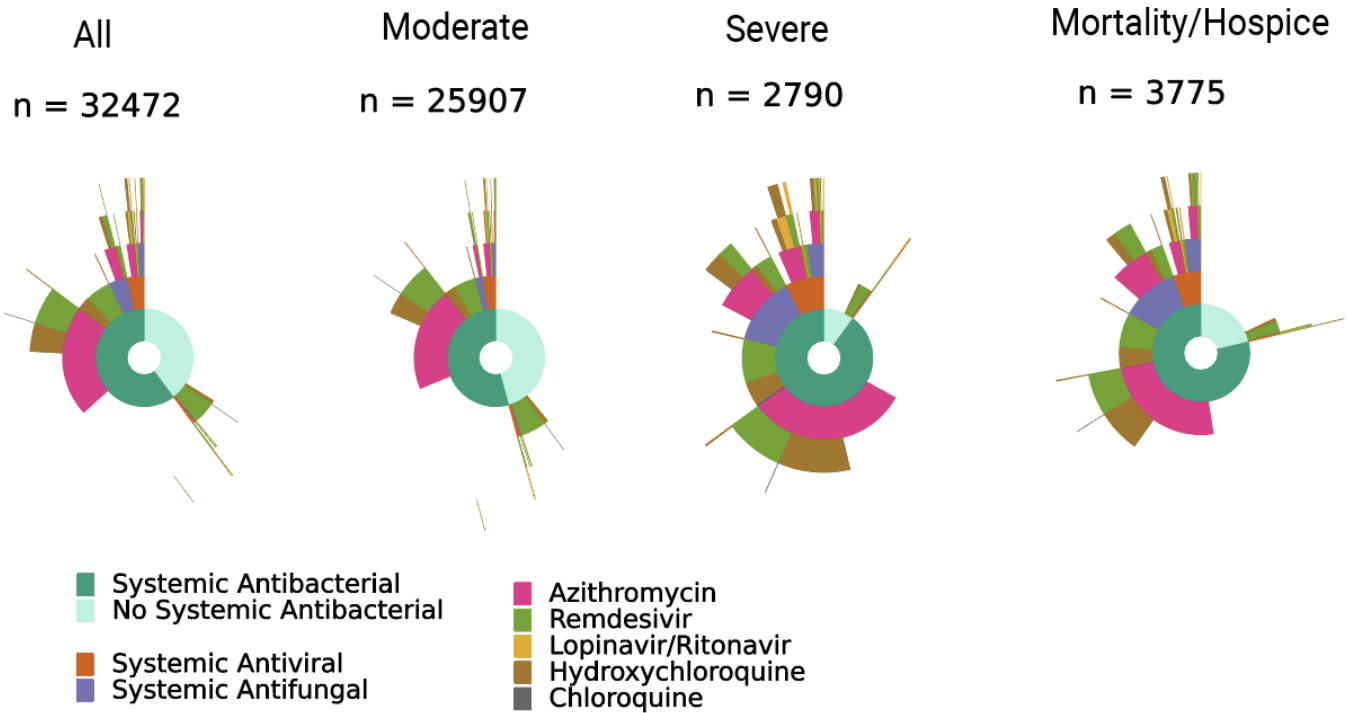 All
Moderate
Severe
Mortality/Hospice
n = 32472
n = 25907
n = 2790
n = 3775
Systemic Antibacterial
No Systemic Antibacterial
Systemic Antiviral
Systemic Antifungal
Azithromycin
Remdesivir
Lopinavir/Ritonavir
Hydroxychloroquine
Chloroquine